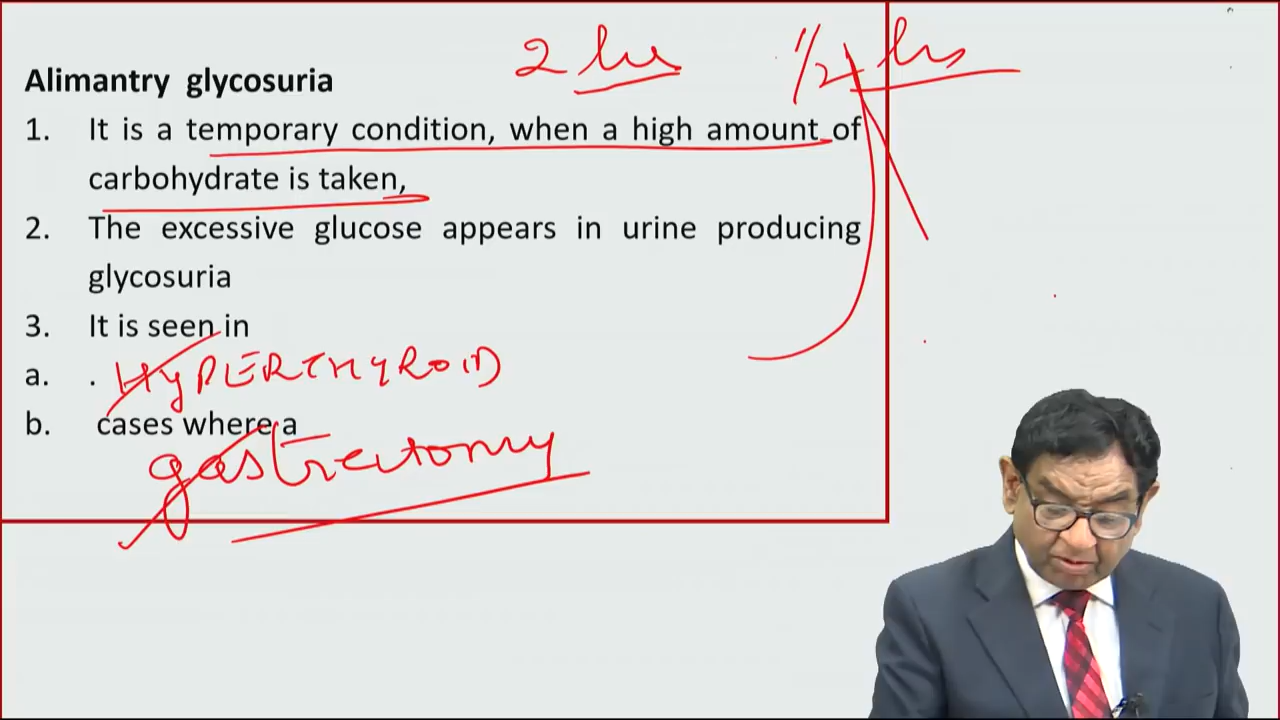 2 hrs 1/2 hrs
Alimantry glycosuria
1. It is a temporary condition, when a high amount of
carbohydrate is taken,
2. The excessive glucose appears in urine producing
glycosuria
3. It is seen in
a. . HYPERTHYROID
b. cases where a
gastrectomy